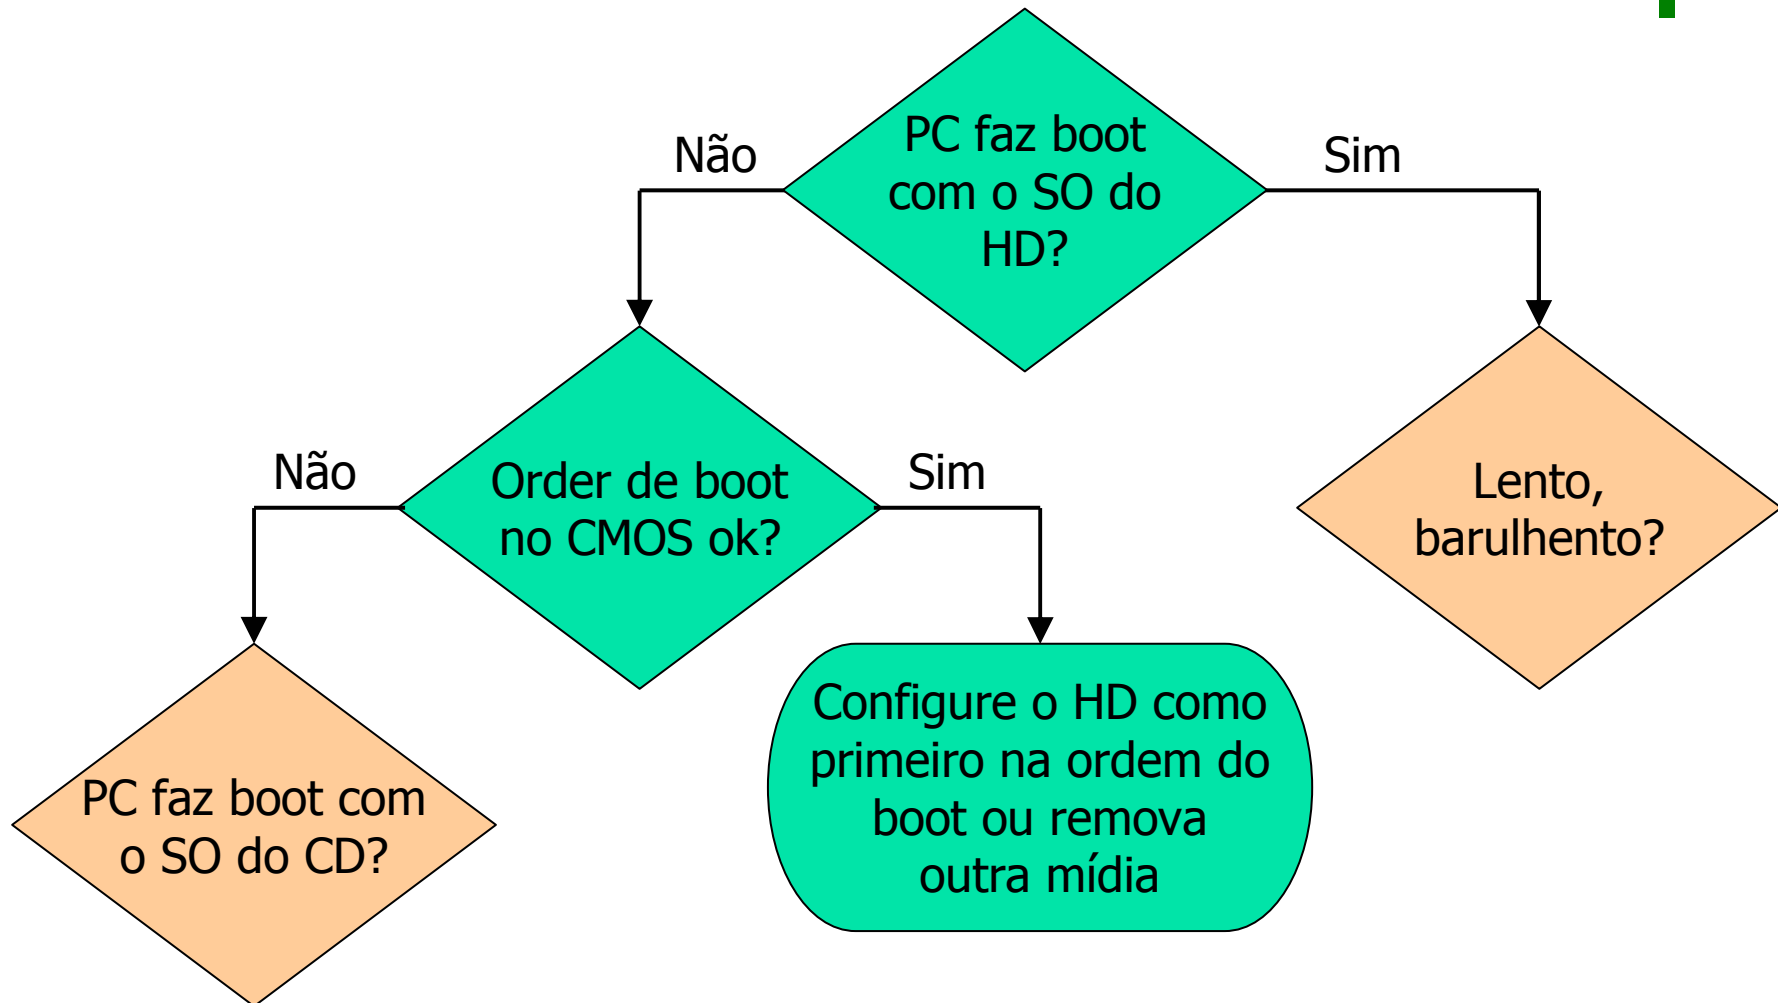 PC faz boot
com o SO do
HD?
Não
Sim
Order de boot
no CMOS ok?
Não
Sim
Lento,
barulhento?
PC faz boot com
o SO do CD?
Configure o HD como
primeiro na ordem do
boot ou remova
outra mídia